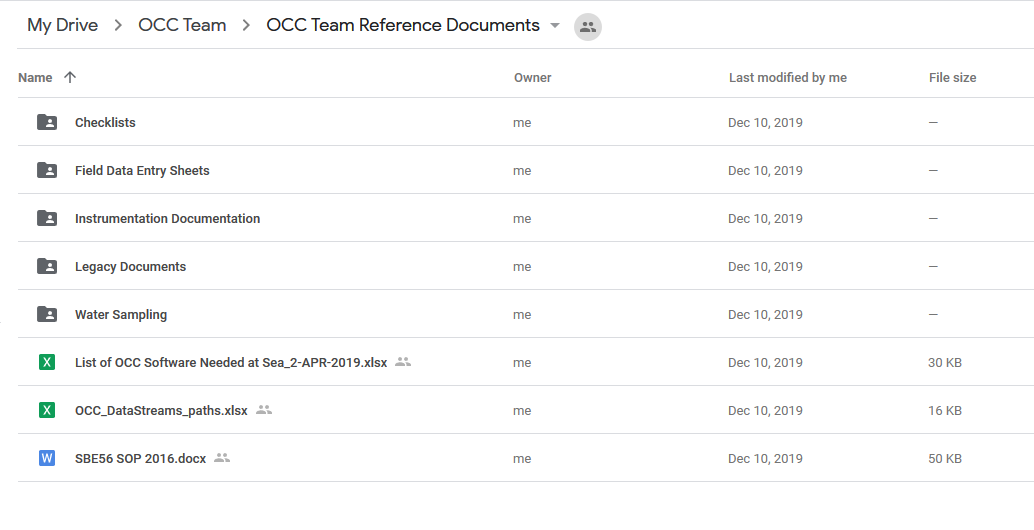 My Drive > OCC Team > OCC Team Reference Documents
Name Owner Last modified by me File size
Checklists me Dec 10, 2019 —
Field Data Entry Sheets me Dec 10, 2019 —
Instrumentation Documentation me Dec 10, 2019 —
Legacy Documents me Dec 10, 2019 —
Water Sampling me Dec 10, 2019 —
X List of OCC Software Needed at Sea_2-APR-2019.xlsx me Dec 10, 2019 30 KB
X OCC_DataStreams_paths.xlsx me Dec 10, 2019 16 KB
W SBE56 SOP 2016.docx me Dec 10, 2019 50 KB